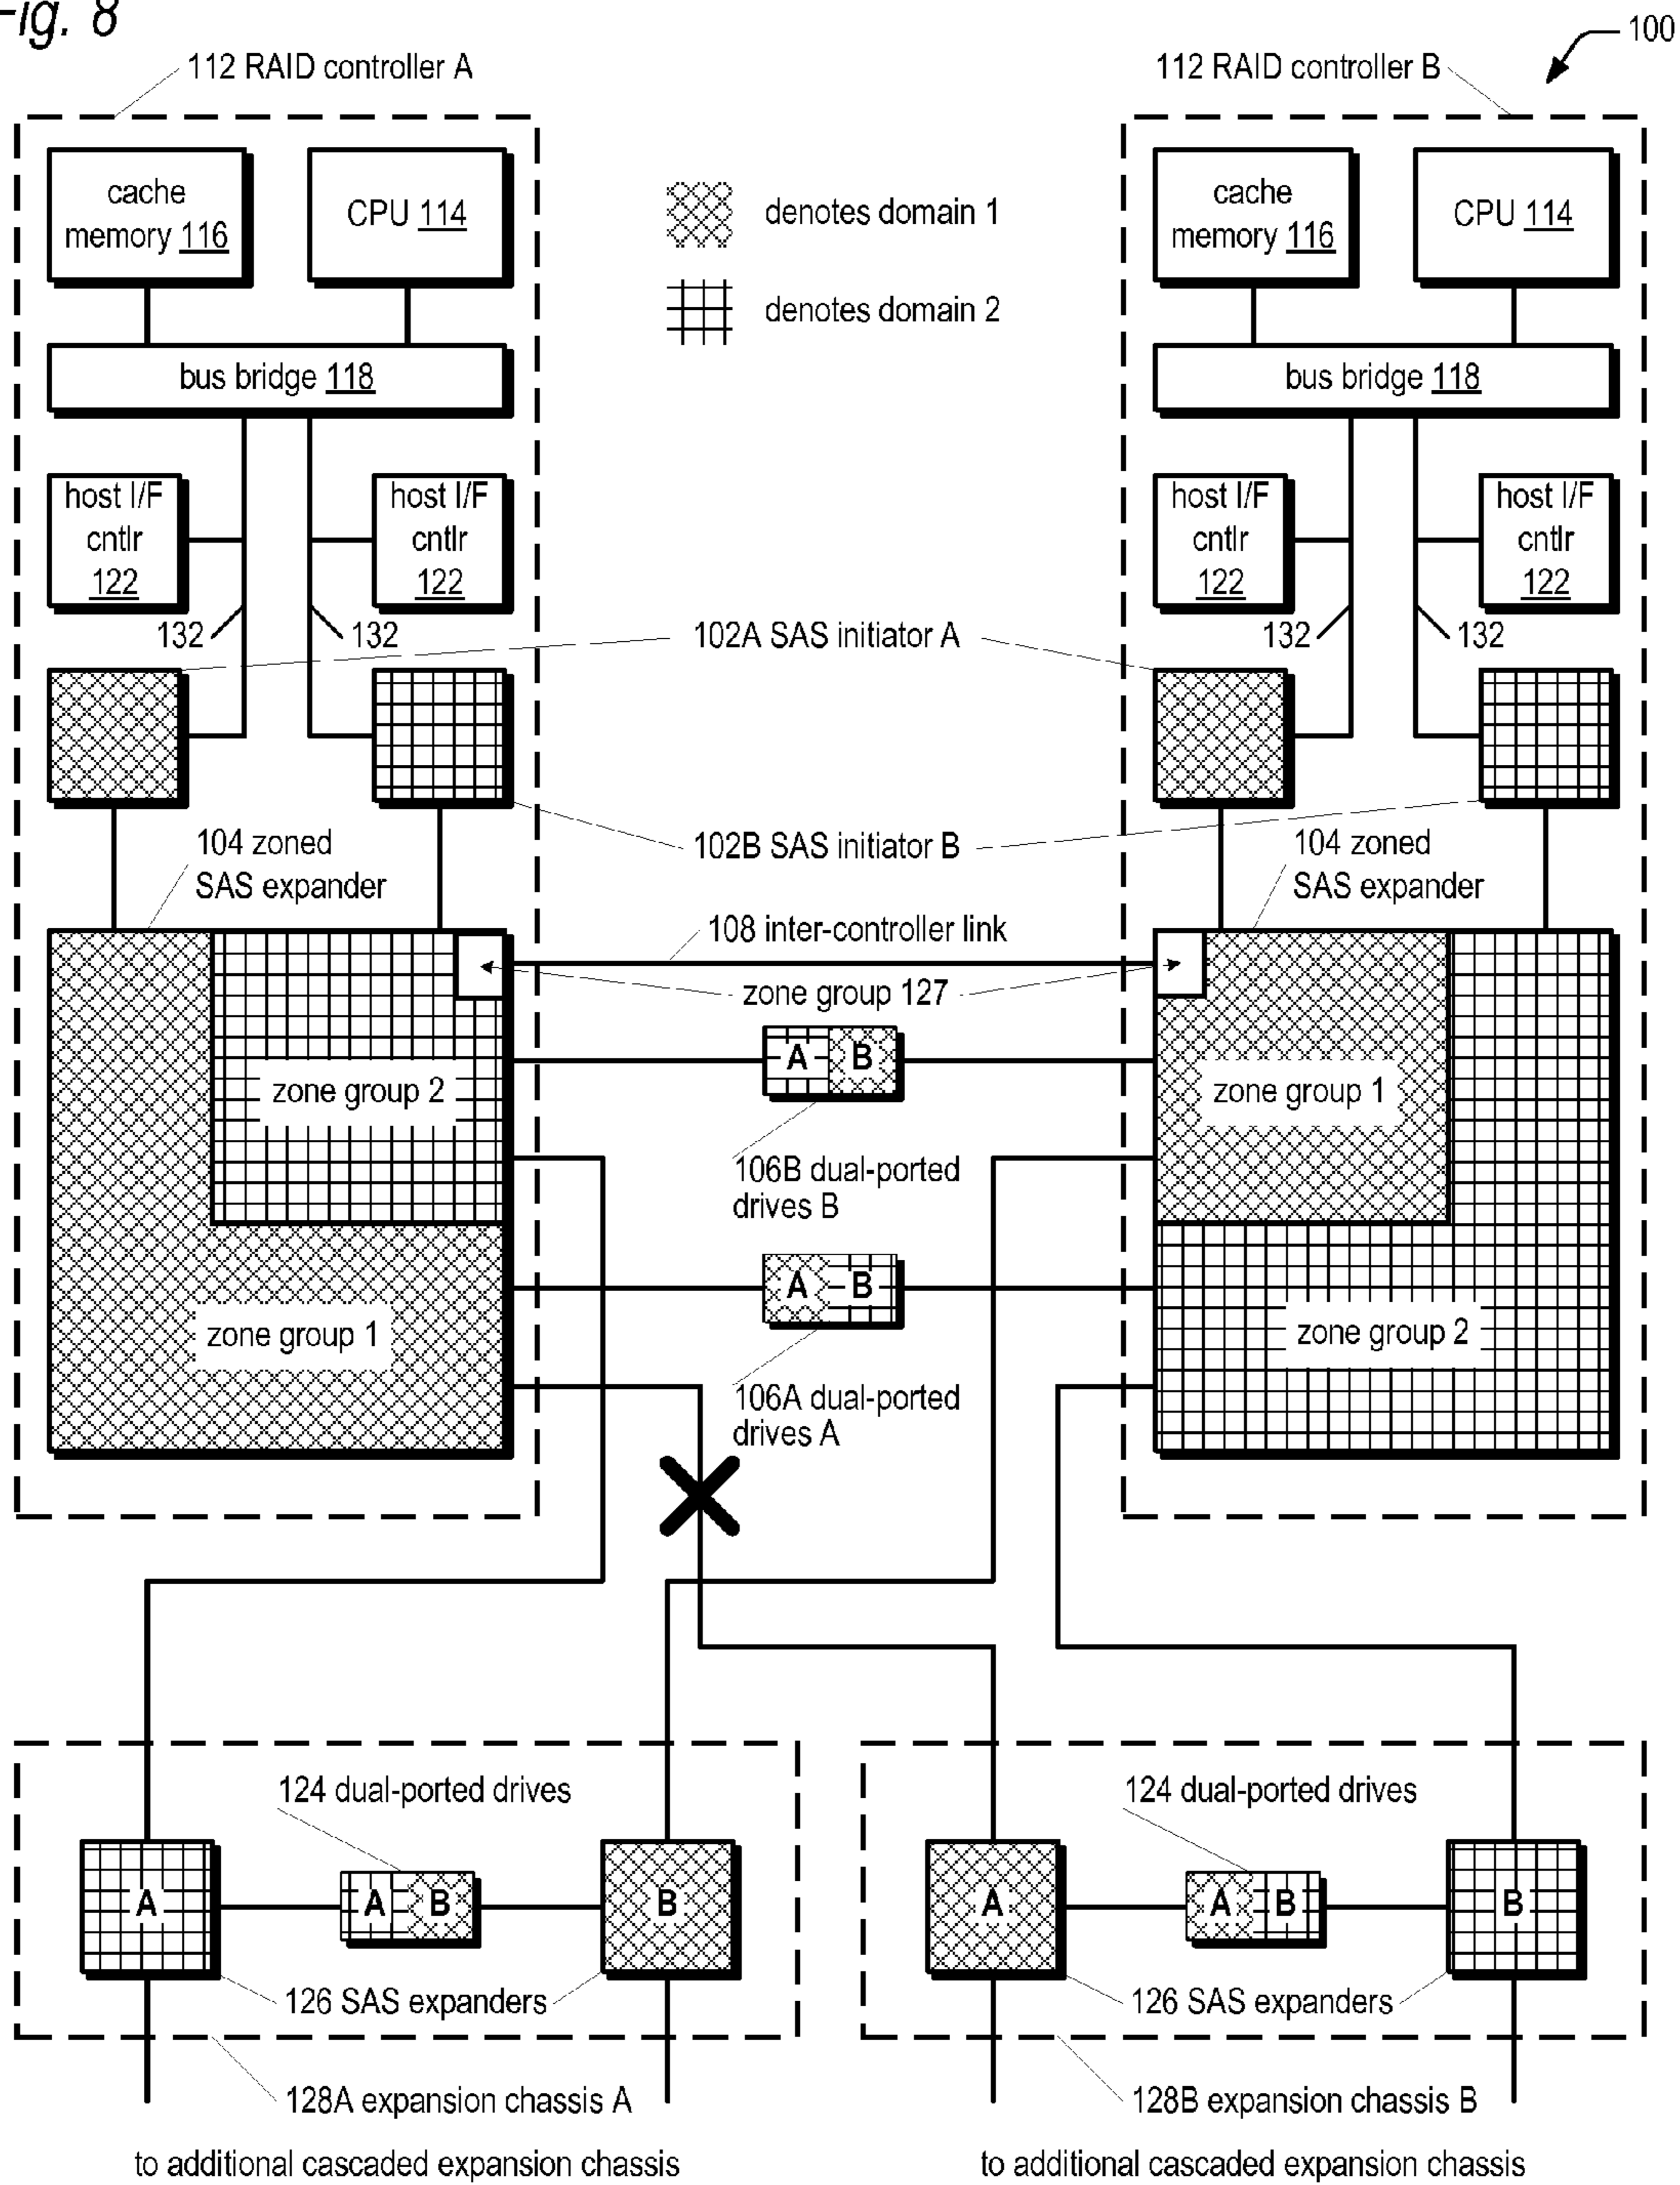 Fig. 8
100
112 RAID controller A
112 RAID controller B
cache
memory 116
CPU 114
denotes domain 1
denotes domain 2
cache
memory 116
CPU 114
bus bridge 118
bus bridge 118
host I/F
cntlr
122
host I/F
cntlr
122
host I/F
cntlr
122
host I/F
cntlr
122
132
132
102A SAS initiator A
132
132
102B SAS initiator B
104 zoned
SAS expander
104 zoned
SAS expander
108 inter-controller link
zone group 127
zone group 2
A
B
zone group 1
106B dual-ported
drives B
zone group 1
A
B
zone group 2
106A dual-ported
drives A
124 dual-ported drives
124 dual-ported drives
A
A
B
B
A
A
B
B
126 SAS expanders
126 SAS expanders
128A expansion chassis A
128B expansion chassis B
to additional cascaded expansion chassis
to additional cascaded expansion chassis